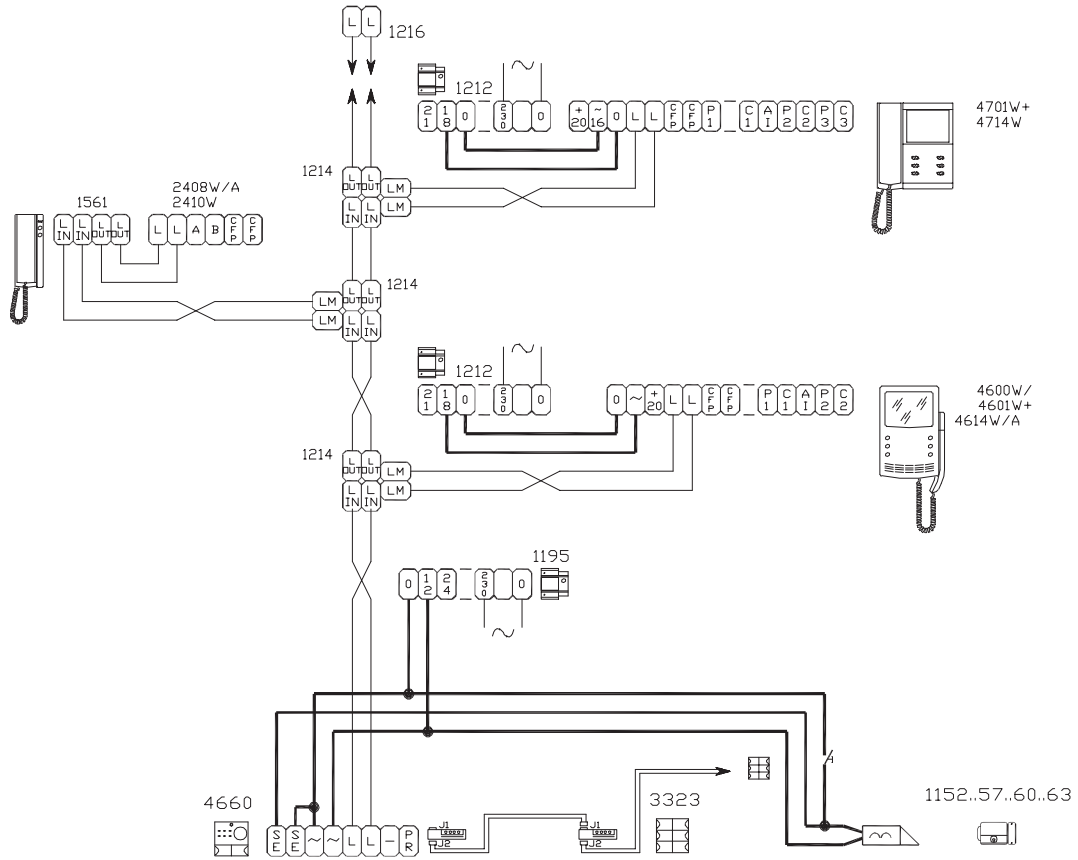 L L 1216
1212
21 18 0 230 0 +20 ~16 0 L L CFP CFP P1 C1 AI P2 C2 P3 C3
4701W+
4714W
1214
L OUT L OUT LM
L IN L IN LM
1561
2408W/A
2410W
L IN L IN L OUT L OUT L L A B CFP CFP
1214
LM L OUT L OUT
LM L IN L IN
1212
21 18 0 230 0 0 ~ +20 L L CFP CFP P1 C1 AI P2 C2
4600W/
4601W+
4614W/A
1214
L OUT L OUT LM
L IN L IN LM
1195
0 12 24 230 0
~
4660
SE SE ~ ~ L L - PR
J1
J2
J1
J2
3323
1152..57..60..63